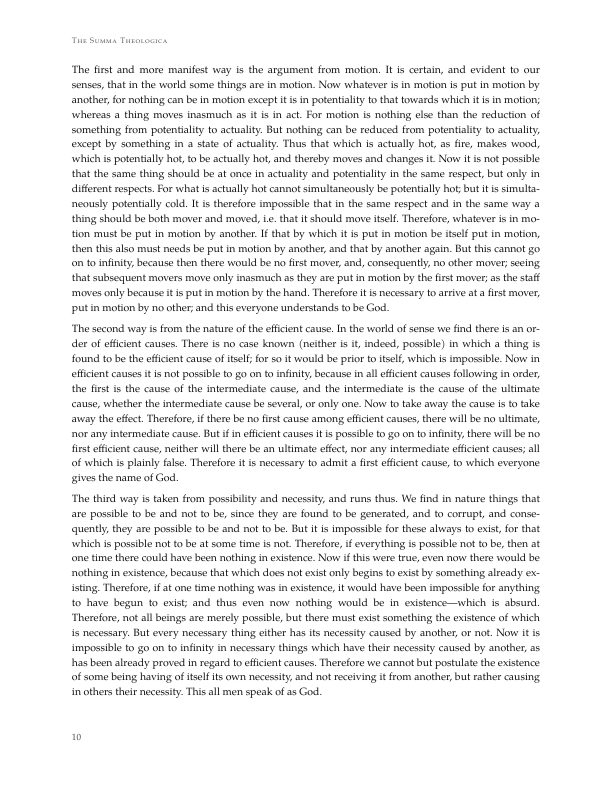 THE SUMMA THEOLOGICA
The first and more manifest way is the argument from motion. It is certain, and evident to our
senses, that in the world some things are in motion. Now whatever is in motion is put in motion by
another, for nothing can be in motion except it is in potentiality to that towards which it is in motion;
whereas a thing moves inasmuch as it is in act. For motion is nothing else than the reduction of
something from potentiality to actuality. But nothing can be reduced from potentiality to actuality,
except by something in a state of actuality. Thus that which is actually hot, as fire, makes wood,
which is potentially hot, to be actually hot, and thereby moves and changes it. Now it is not possible
that the same thing should be at once in actuality and potentiality in the same respect, but only in
different respects. For what is actually hot cannot simultaneously be potentially hot; but it is simulta-
neously potentially cold. It is therefore impossible that in the same respect and in the same way a
thing should be both mover and moved, i.e. that it should move itself. Therefore, whatever is in mo-
tion must be put in motion by another. If that by which it is put in motion be itself put in motion,
then this also must needs be put in motion by another, and that by another again. But this cannot go
on to infinity, because then there would be no first mover, and, consequently, no other mover; seeing
that subsequent movers move only inasmuch as they are put in motion by the first mover; as the staff
moves only because it is put in motion by the hand. Therefore it is necessary to arrive at a first mover,
put in motion by no other; and this everyone understands to be God.
The second way is from the nature of the efficient cause. In the world of sense we find there is an or-
der of efficient causes. There is no case known (neither is it, indeed, possible) in which a thing is
found to be the efficient cause of itself; for so it would be prior to itself, which is impossible. Now in
efficient causes it is not possible to go on to infinity, because in all efficient causes following in order,
the first is the cause of the intermediate cause, and the intermediate is the cause of the ultimate
cause, whether the intermediate cause be several, or only one. Now to take away the cause is to take
away the effect. Therefore, if there be no first cause among efficient causes, there will be no ultimate,
nor any intermediate cause. But if in efficient causes it is possible to go on to infinity, there will be no
first efficient cause, neither will there be an ultimate effect, nor any intermediate efficient causes; all
of which is plainly false. Therefore it is necessary to admit a first efficient cause, to which everyone
gives the name of God.
The third way is taken from possibility and necessity, and runs thus. We find in nature things that
are possible to be and not to be, since they are found to be generated, and to corrupt, and conse-
quently, they are possible to be and not to be. But it is impossible for these always to exist, for that
which is possible not to be at some time is not. Therefore, if everything is possible not to be, then at
one time there could have been nothing in existence. Now if this were true, even now there would be
nothing in existence, because that which does not exist only begins to exist by something already ex-
isting. Therefore, if at one time nothing was in existence, it would have been impossible for anything
to have begun to exist; and thus even now nothing would be in existence—which is absurd.
Therefore, not all beings are merely possible, but there must exist something the existence of which
is necessary. But every necessary thing either has its necessity caused by another, or not. Now it is
impossible to go on to infinity in necessary things which have their necessity caused by another, as
has been already proved in regard to efficient causes. Therefore we cannot but postulate the existence
of some being having of itself its own necessity, and not receiving it from another, but rather causing
in others their necessity. This all men speak of as God.
10